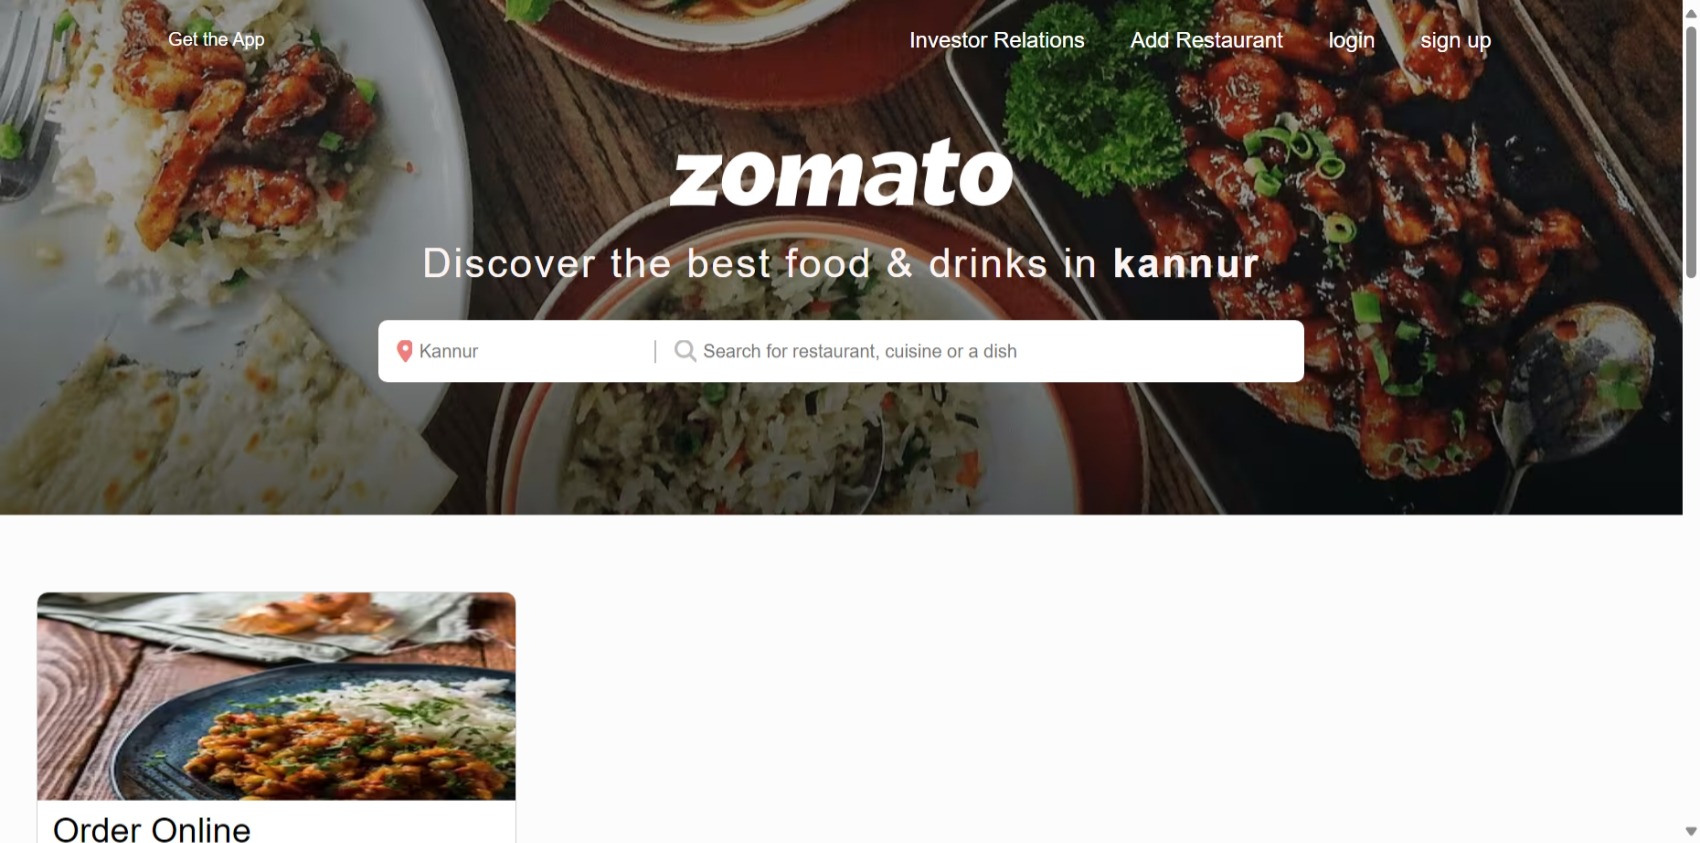 Get the App
Investor Relations Add Restaurant login sign up
zomato
Discover the best food & drinks in kannur
Kannur | Search for restaurant, cuisine or a dish
Order Online